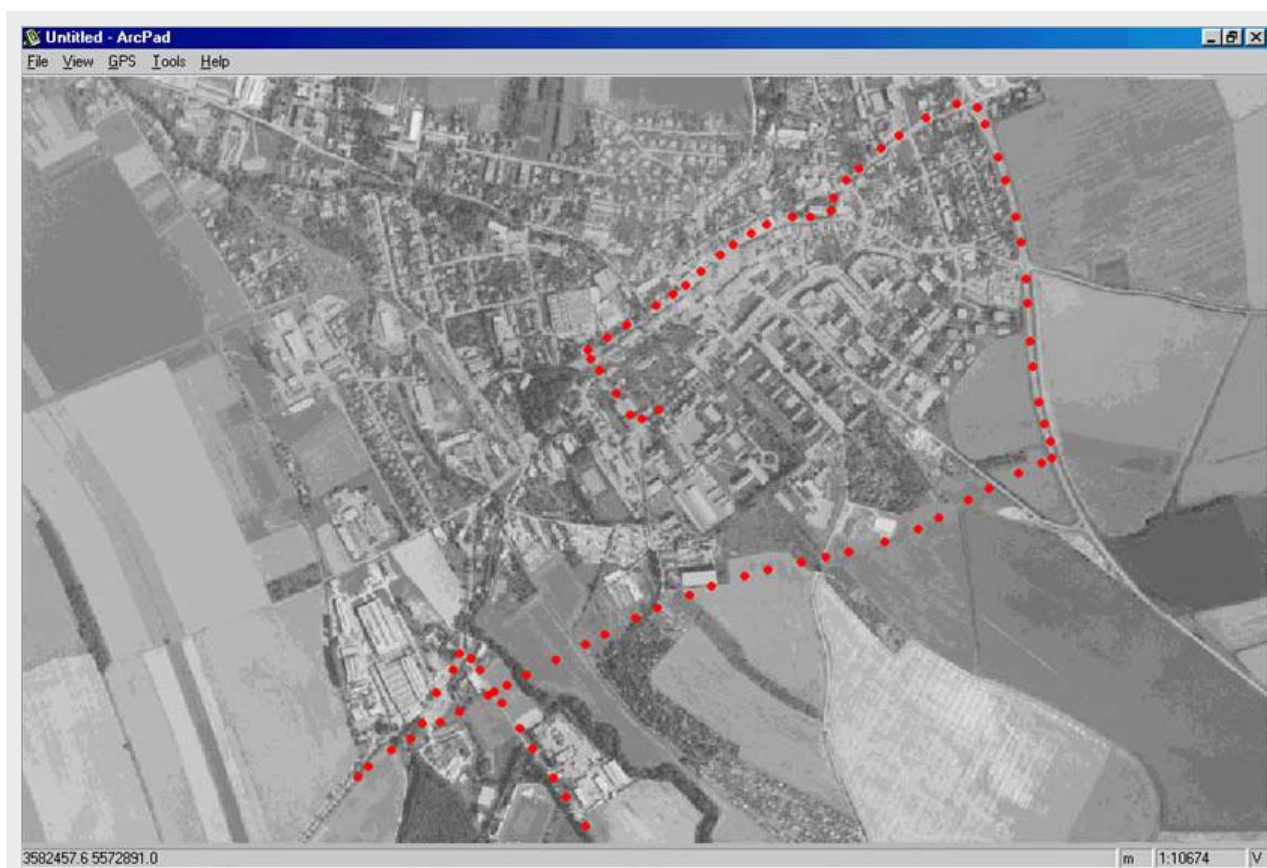 Untitled - ArcPad
File View GPS Tools Help
3582457.6 5572891.0 m 1:10674 V